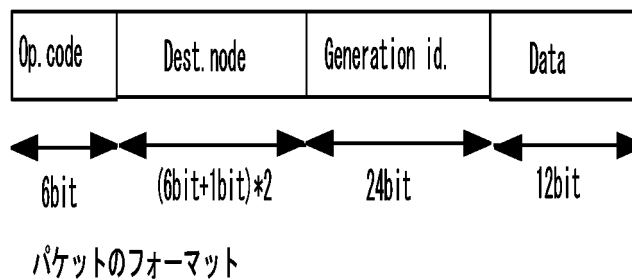 Op.code Dest.node Generation id. Data
6bit (6bit+1bit)*2 24bit 12bit
パケットのフォーマット